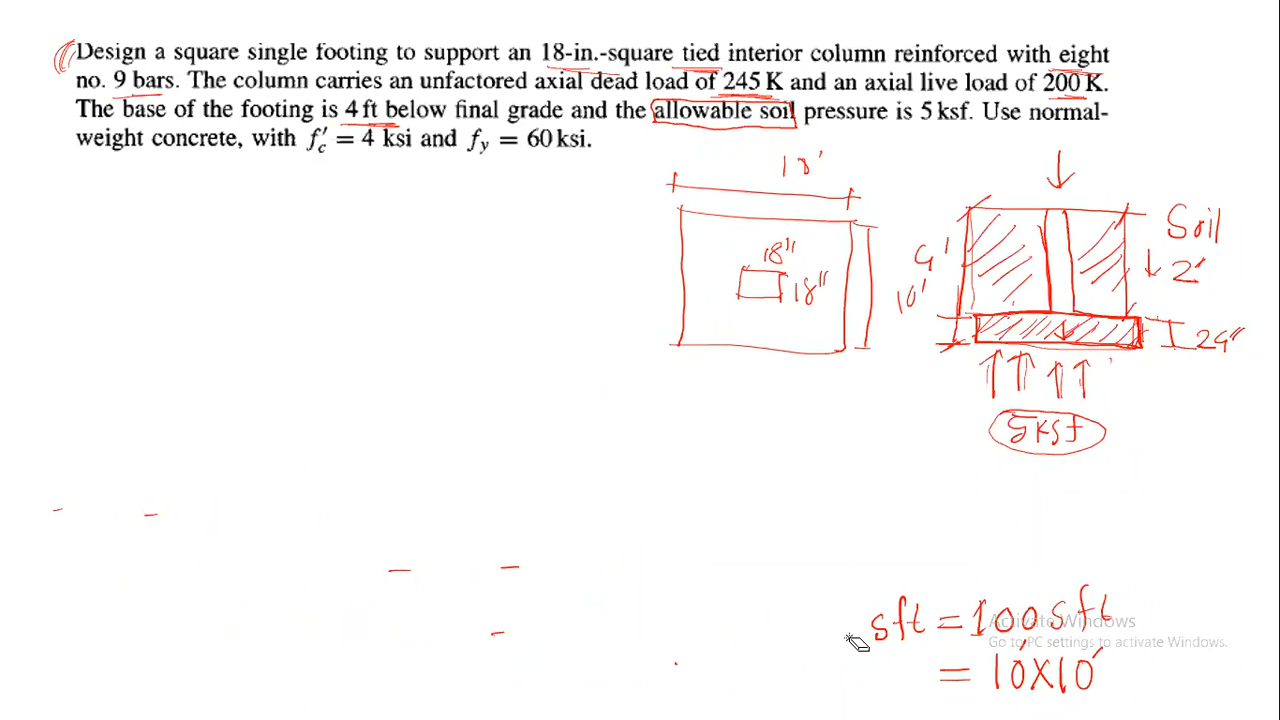 Design a square single footing to support an 18-in.-square tied interior column reinforced with eight
no. 9 bars. The column carries an unfactored axial dead load of 245 K and an axial live load of 200 K.
The base of the footing is 4 ft below final grade and the allowable soil pressure is 5 ksf. Use normal-
weight concrete, with f′c = 4 ksi and fy = 60 ksi.
10'
18"
18"
4'
10'
Soil
2'
24"
5ksf
sft = 100 sft
= 10'X10'
Activate Windows
Go to PC settings to activate Windows.